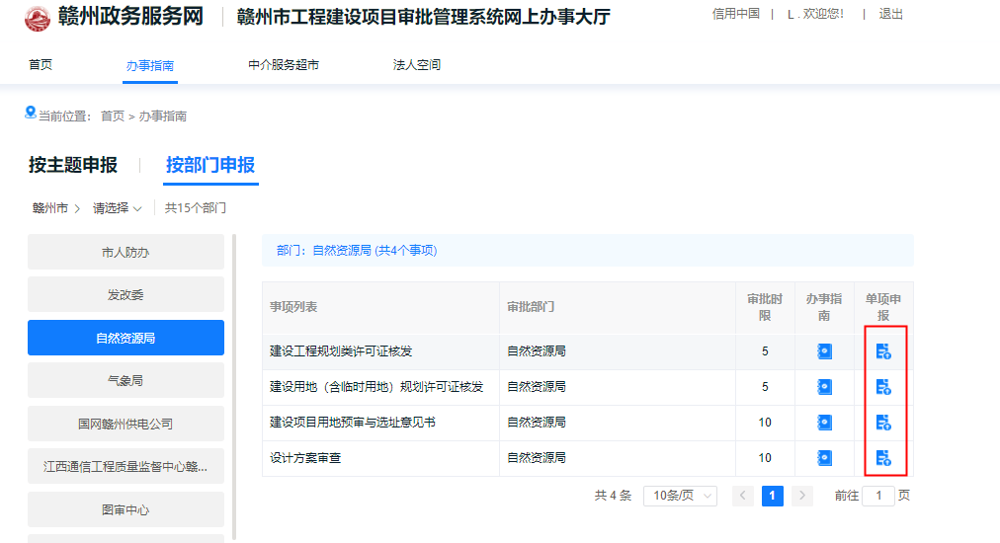 赣州政务服务网 赣州市工程建设项目审批管理系统网上办事大厅 信用中国 | L . 欢迎您! | 退出
首页 办事指南 中介服务超市 法人空间
当前位置: 首页 > 办事指南
按主题申报 按部门申报
赣州市 > 请选择 共15个部门
市人防办
发改委
自然资源局
气象局
国网赣州供电公司
江西通信工程质量监督中心赣...
图审中心
部门: 自然资源局 (共4个事项)
事项列表 审批部门 审批时限 办事指南 单项申报
建设工程规划类许可证核发 自然资源局 5
建设用地（含临时用地）规划许可证核发 自然资源局 5
建设项目用地预审与选址意见书 自然资源局 10
设计方案审查 自然资源局 10
共 4 条 10条/页 < 1 > 前往 1 页